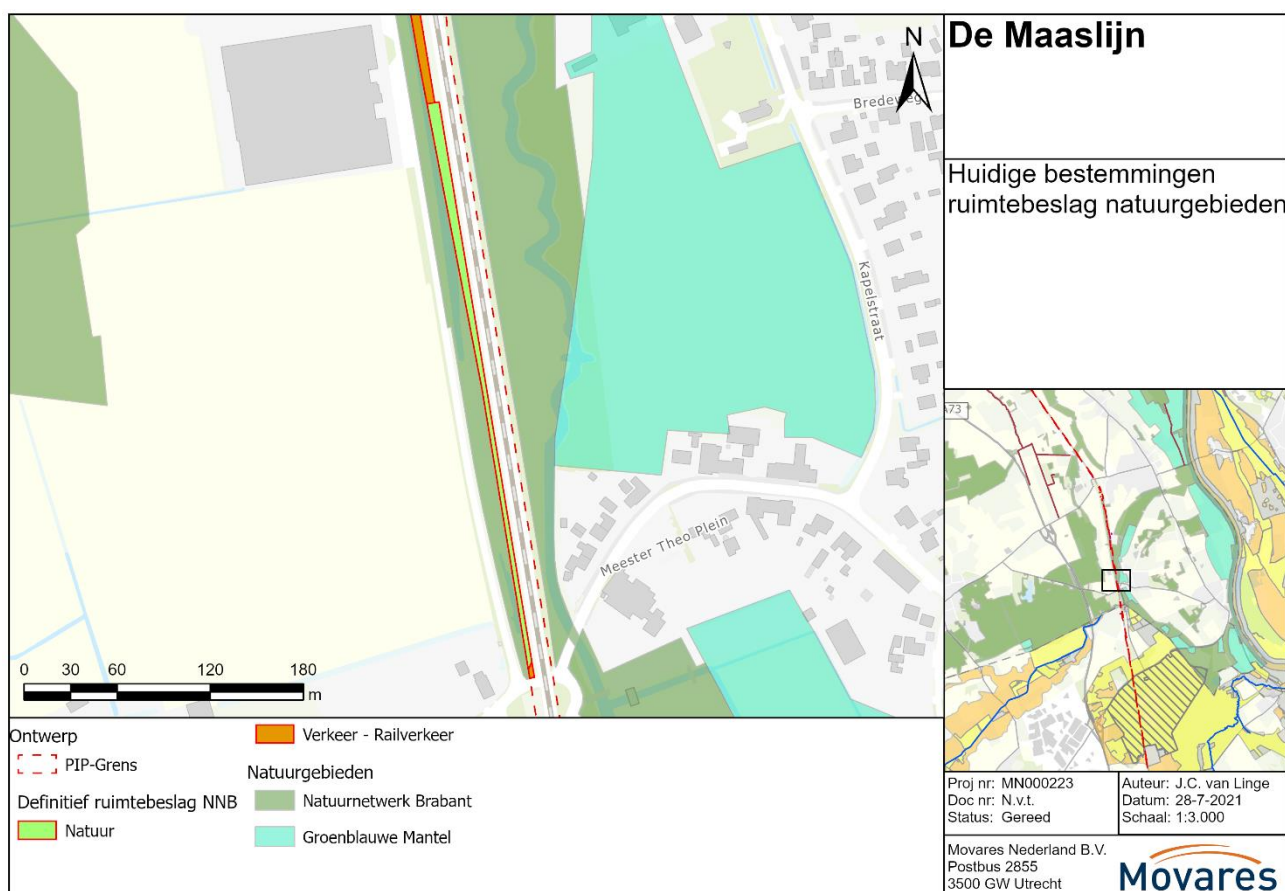 De Maaslijn
Huidige bestemmingen
ruimtebeslag natuurgebieden
N
Bredeweg
Kapelstraat
Meester Theo Plein
0 30 60 120 180
m
Ontwerp
PIP-Grens
Definitief ruimtebeslag NNB
Natuur
Verkeer - Railverkeer
Natuurgebieden
Natuurnetwerk Brabant
Groenblauwe Mantel
A73
Proj nr: MN000223
Doc nr: N.v.t.
Status: Gereed
Auteur: J.C. van Linge
Datum: 28-7-2021
Schaal: 1:3.000
Movares Nederland B.V.
Postbus 2855
3500 GW Utrecht
Movares